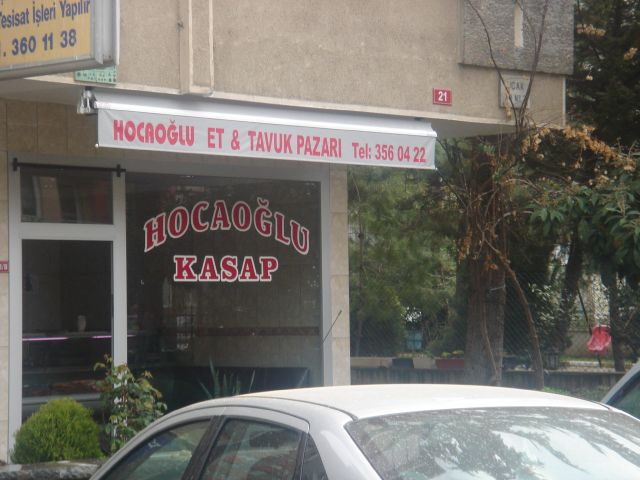 Tesisat İşleri Yapılır
. 360 11 38
21
HOCAOĞLU ET & TAVUK PAZARI Tel: 356 04 22
HOCAOĞLU
KASAP